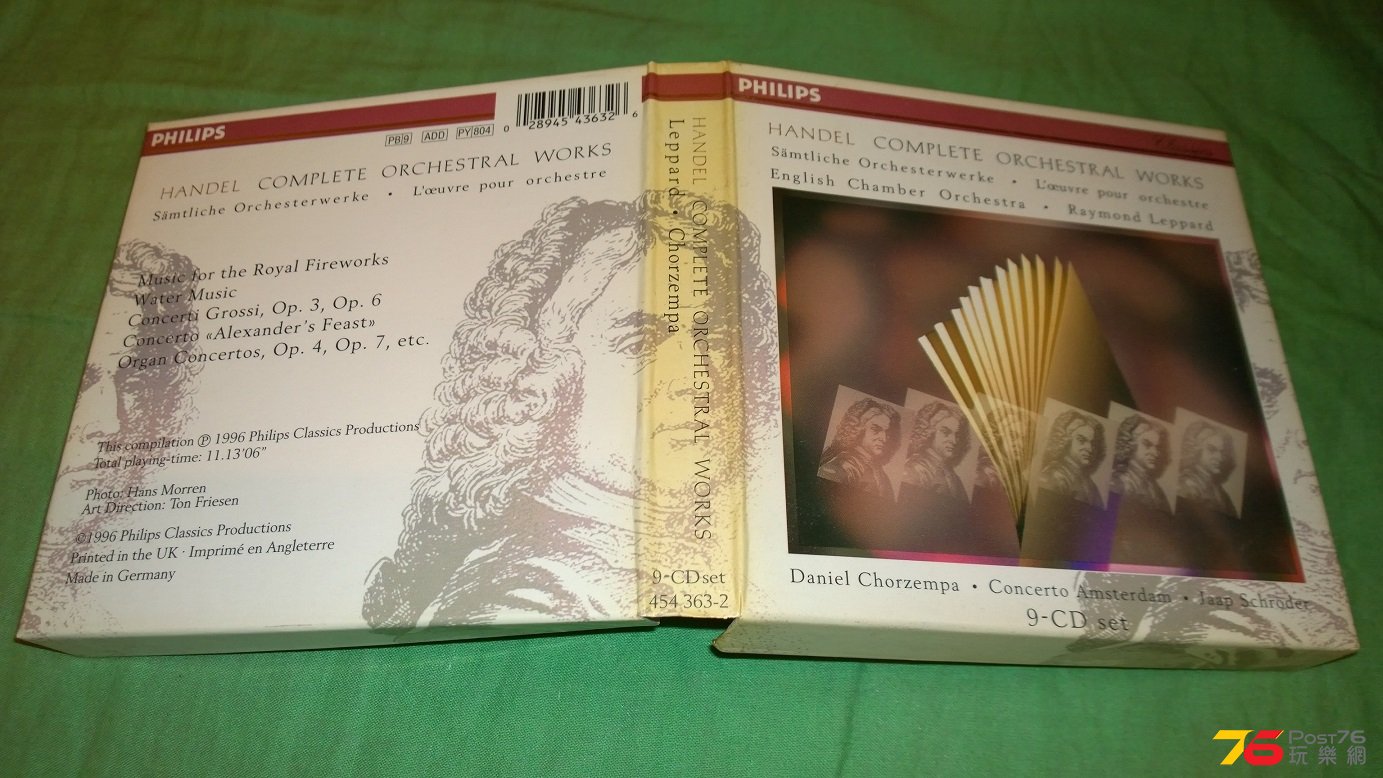 PHILIPS
PB 9 ADD PY 804
0 28945 43632 6
HANDEL COMPLETE ORCHESTRAL WORKS
Sämtliche Orchesterwerke • L'œuvre pour orchestre
Music for the Royal Fireworks
Water Music
Concerti Grossi, Op. 3, Op. 6
Concerto «Alexander's Feast»
Organ Concertos, Op. 4, Op. 7, etc.
This compilation ℗ 1996 Philips Classics Productions
Total playing-time: 11.13'06"
Photo: Hans Morren
Art Direction: Ton Friesen
©1996 Philips Classics Productions
Printed in the UK · Imprimé en Angleterre
Made in Germany
HANDEL COMPLETE ORCHESTRAL WORKS
Leppard • Chorzempa
9-CD set
454 363-2
PHILIPS
Classics
HANDEL COMPLETE ORCHESTRAL WORKS
Sämtliche Orchesterwerke • L'œuvre pour orchestre
English Chamber Orchestra • Raymond Leppard
Daniel Chorzempa • Concerto Amsterdam • Jaap Schröder
9-CD set
76 POST76
玩樂網